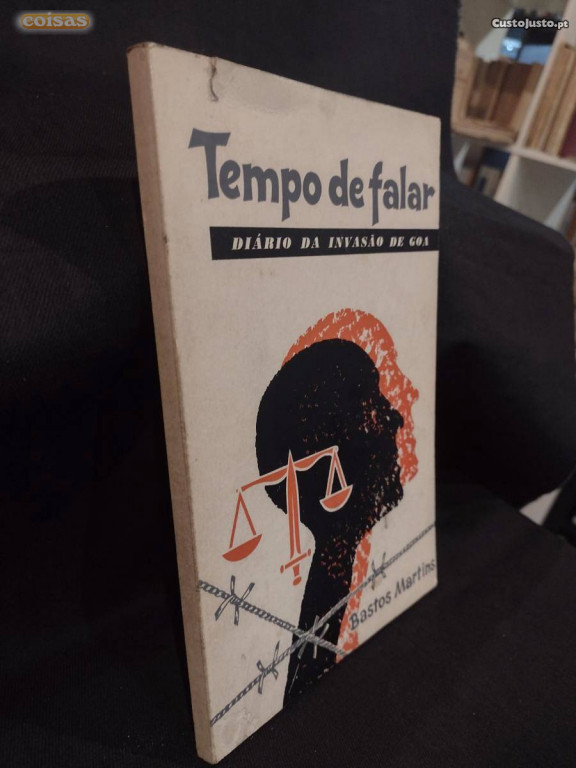 coisas
CustoJusto.pt
Tempo de falar
DIÁRIO DA INVASÃO DE GOA
Bastos Martins